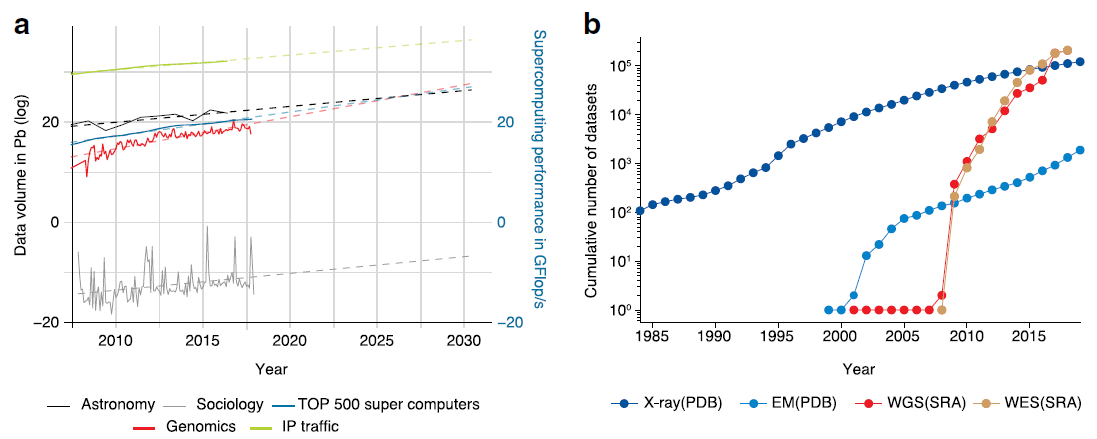 a
Data volume in Pb (log)
20
0
−20
20
0
−20
Supercomputing performance in GFlop/s
2010 2015 2020 2025 2030
Year
Astronomy Sociology TOP 500 super computers
Genomics IP traffic
b
Cumulative number of datasets
10⁵
10⁴
10³
10²
10¹
10⁰
1985 1990 1995 2000 2005 2010 2015
Year
X-ray(PDB) EM(PDB) WGS(SRA) WES(SRA)